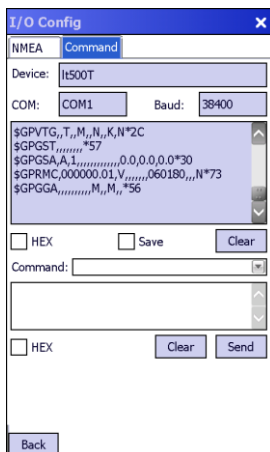 I/O Config
NMEA Command
Device: lt500T
COM: COM1 Baud: 38400
$GPVTG,,T,,M,,N,,K,N*2C
$GPGST,,,,,,,,*57
$GPGSA,A,1,,,,,,,,,,,,,0.0,0.0,0.0*30
$GPRMC,000000.01,V,,,,,,,060180,,,N*73
$GPGGA,,,,,,,,,,M,,M,,*56
HEX Save Clear
Command:
HEX Clear Send
Back